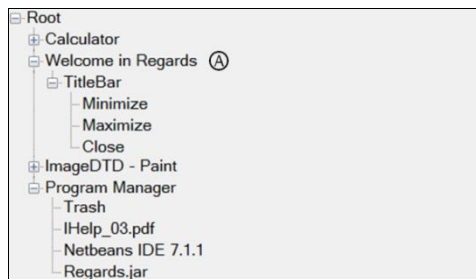 Root
Calculator
Welcome in Regards Ⓐ
TitleBar
Minimize
Maximize
Close
ImageDTD - Paint
Program Manager
Trash
IHelp_03.pdf
Netbeans IDE 7.1.1
Regards.jar